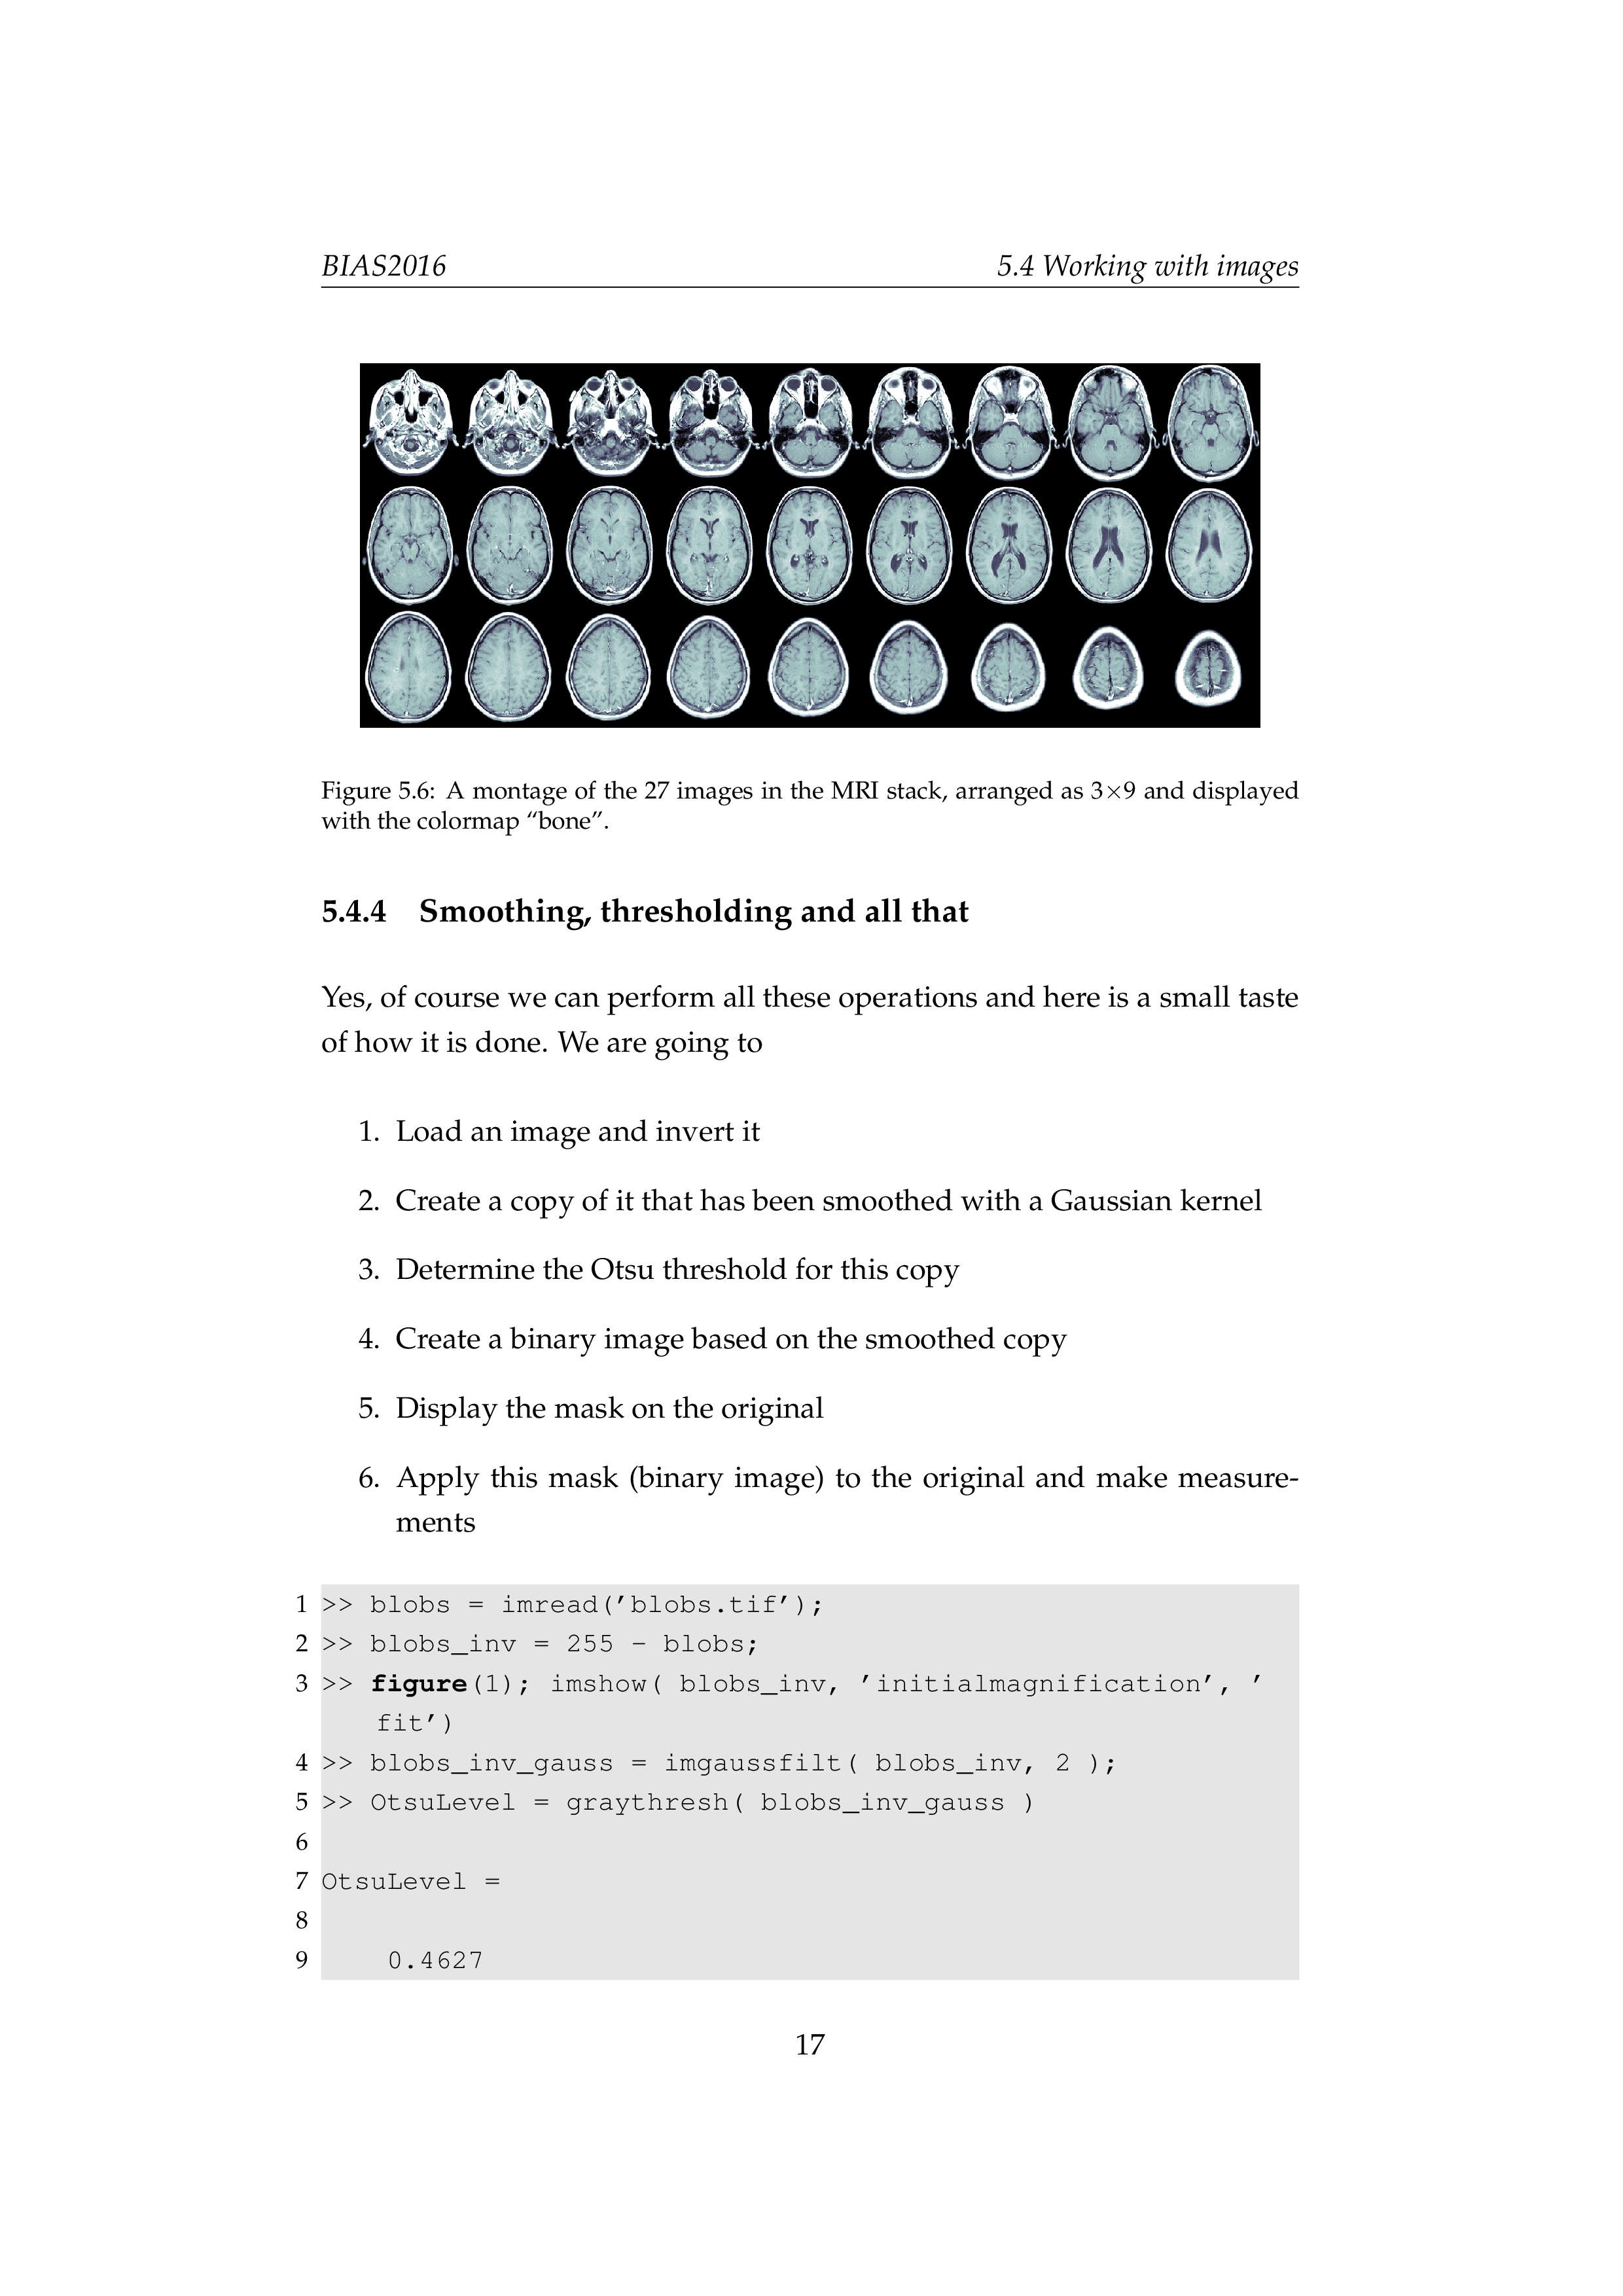 BIAS2016 5.4 Working with images
Figure 5.6: A montage of the 27 images in the MRI stack, arranged as 3×9 and displayed
with the colormap “bone”.
5.4.4 Smoothing, thresholding and all that
Yes, of course we can perform all these operations and here is a small taste
of how it is done. We are going to
1. Load an image and invert it
2. Create a copy of it that has been smoothed with a Gaussian kernel
3. Determine the Otsu threshold for this copy
4. Create a binary image based on the smoothed copy
5. Display the mask on the original
6. Apply this mask (binary image) to the original and make measure-
ments
1 >> blobs = imread(’blobs.tif’);
2 >> blobs_inv = 255 - blobs;
3 >> figure(1); imshow( blobs_inv, ’initialmagnification’, ’
fit’)
4 >> blobs_inv_gauss = imgaussfilt( blobs_inv, 2 );
5 >> OtsuLevel = graythresh( blobs_inv_gauss )
6
7 OtsuLevel =
8
9 0.4627
17